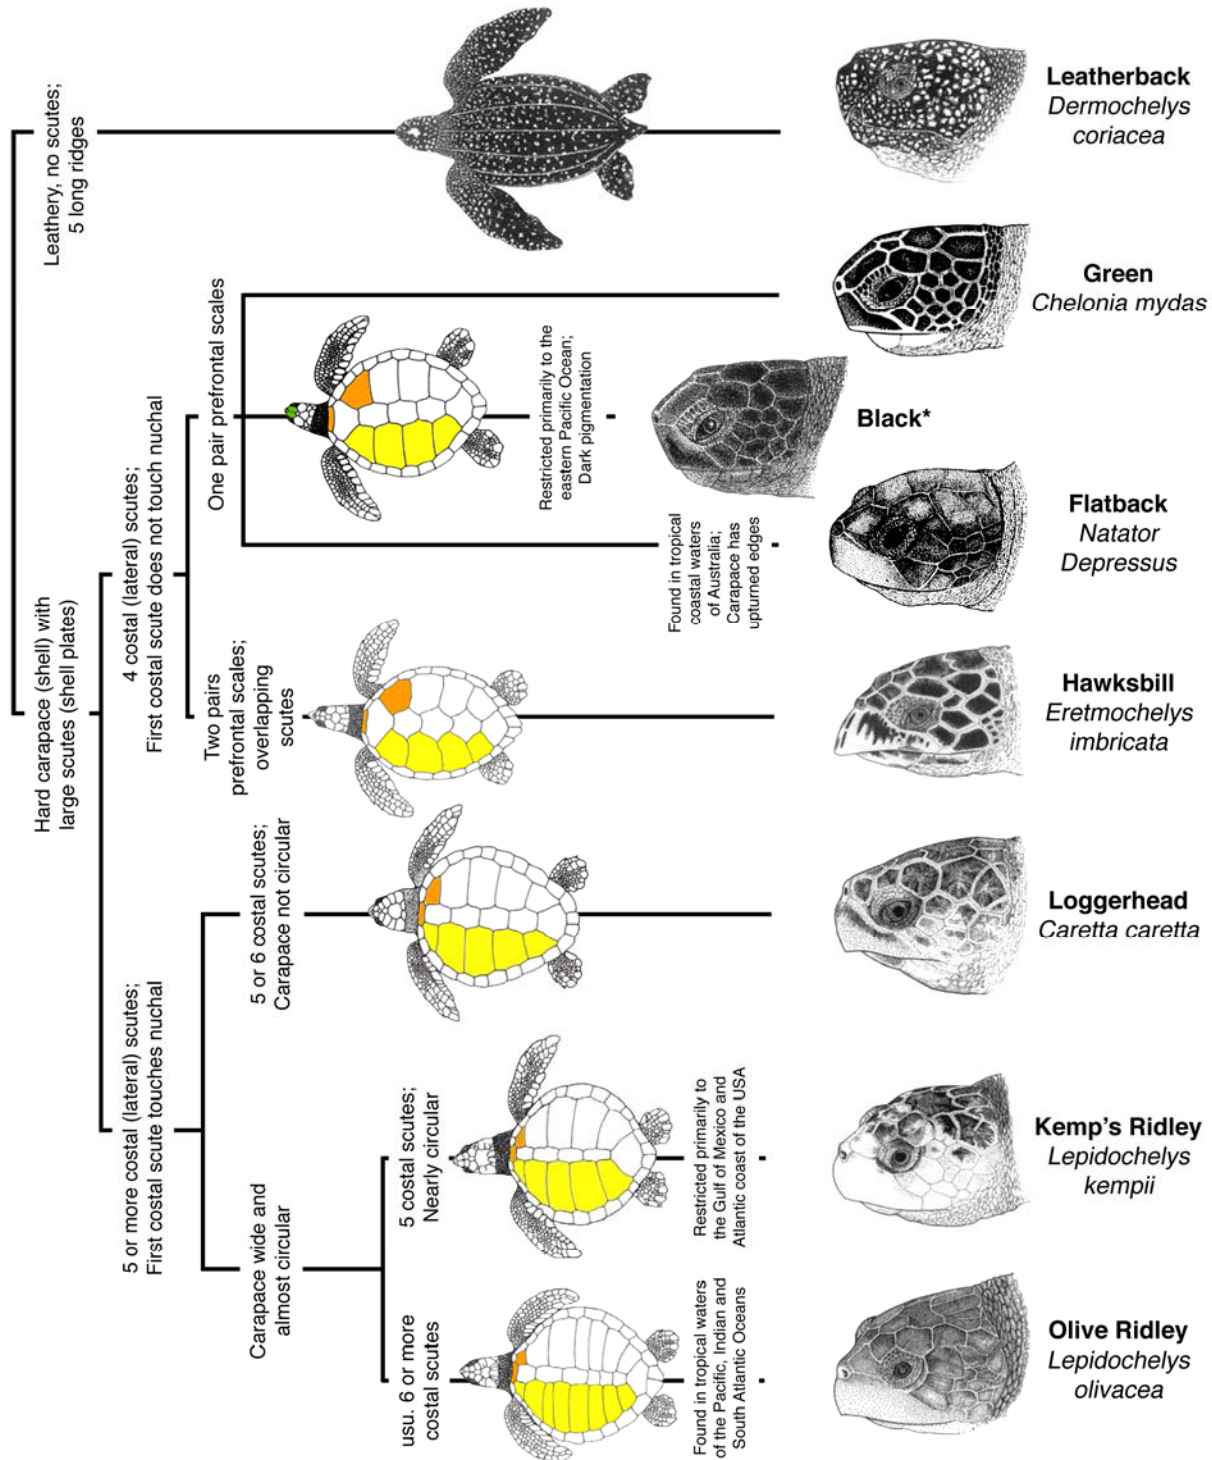 Leathery, no scutes;
5 long ridges
Leatherback
Dermochelys
coriacea
Hard carapace (shell) with
large scutes (shell plates)
4 costal (lateral) scutes;
First costal scute does not touch nuchal
One pair prefrontal scales
Green
Chelonia mydas
Restricted primarily to the
eastern Pacific Ocean;
Dark pigmentation
Black*
Found in tropical
coastal waters
of Australia;
Carapace has
upturned edges
Flatback
Natator
Depressus
Two pairs
prefrontal scales;
overlapping
scutes
Hawksbill
Eretmochelys
imbricata
5 or more costal (lateral) scutes;
First costal scute touches nuchal
5 or 6 costal scutes;
Carapace not circular
Loggerhead
Caretta caretta
Carapace wide and
almost circular
5 costal scutes;
Nearly circular
Restricted primarily to
the Gulf of Mexico and
Atlantic coast of the USA
Kemp's Ridley
Lepidochelys
kempii
usu. 6 or more
costal scutes
Found in tropical waters
of the Pacific, Indian and
South Atlantic Oceans
Olive Ridley
Lepidochelys
olivacea